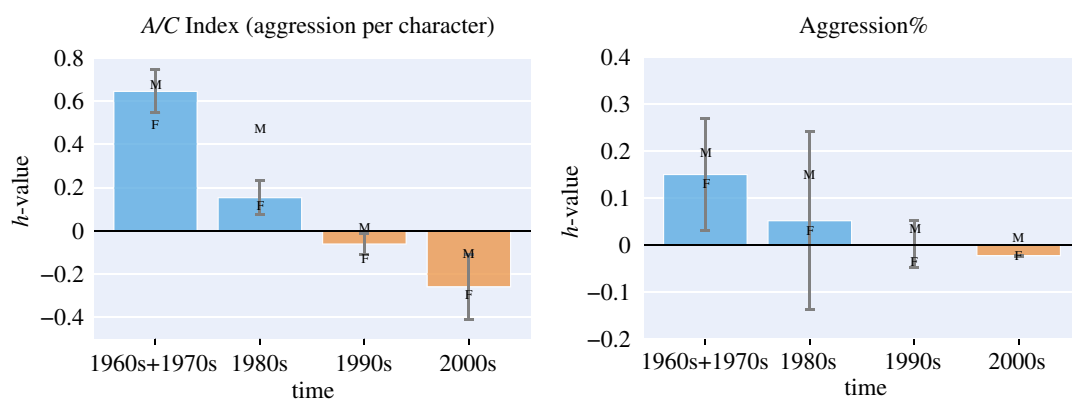 A/C Index (aggression per character)
0.8
0.6
0.4
0.2
0
−0.2
−0.4
h-value
M
F
M
F
M
F
M
F
1960s+1970s 1980s 1990s 2000s
time
Aggression%
0.4
0.3
0.2
0.1
0
−0.1
−0.2
h-value
M
F
M
F
M
F
M
F
1960s+1970s 1980s 1990s 2000s
time